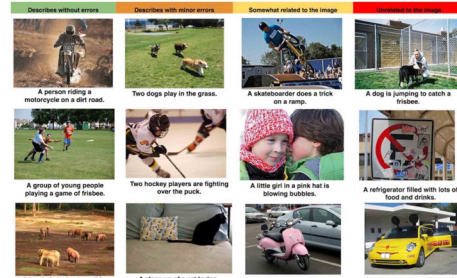 Describes without errors
Describes with minor errors
Somewhat related to the image
Unrelated to the image
A person riding a
motorcycle on a dirt road.
Two dogs play in the grass.
A skateboarder does a trick
on a ramp.
A dog is jumping to catch a
frisbee.
A group of young people
playing a game of frisbee.
Two hockey players are fighting
over the puck.
A little girl in a pink hat is
blowing bubbles.
A refrigerator filled with lots of
food and drinks.